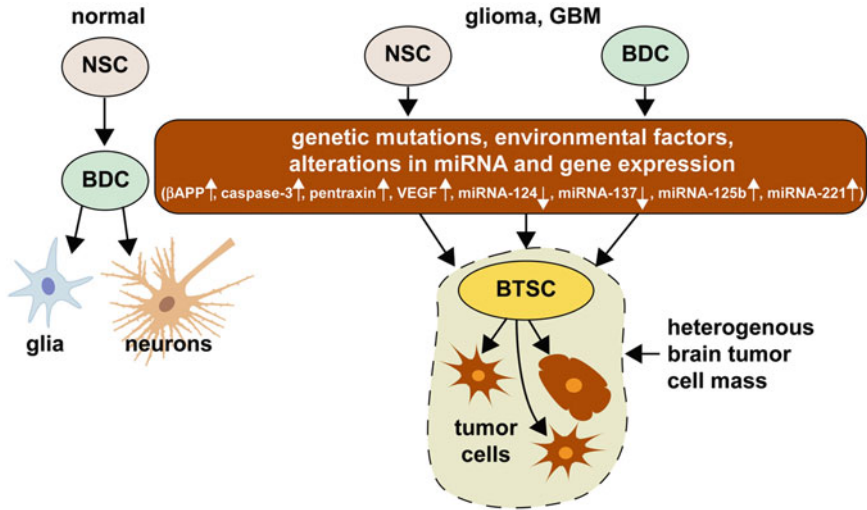 normal
glioma, GBM
NSC
NSC
BDC
BDC
genetic mutations, environmental factors,
alterations in miRNA and gene expression
(βAPP↑, caspase-3↑, pentraxin↑, VEGF↑, miRNA-124↓, miRNA-137↓, miRNA-125b↑, miRNA-221↑)
BTSC
glia
neurons
heterogenous
brain tumor
cell mass
tumor
cells